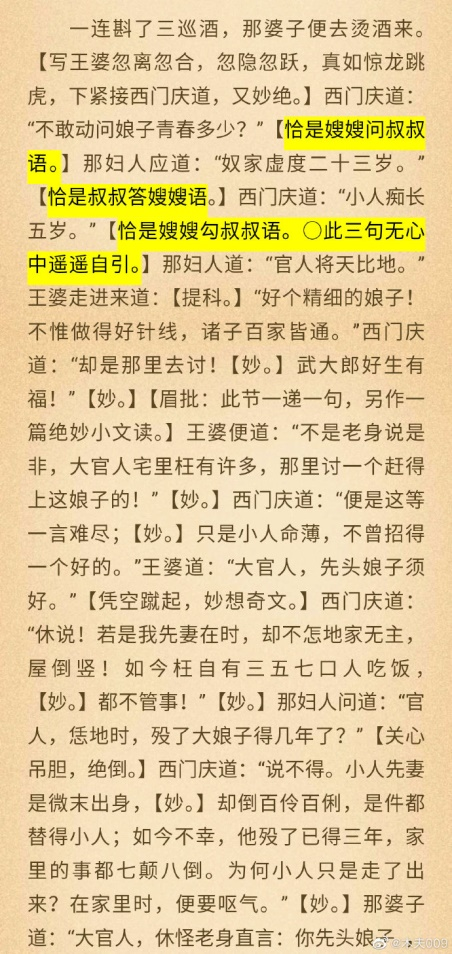 一连斟了三巡酒，那婆子便去烫酒来。
【写王婆忽离忽合，忽隐忽跃，真如惊龙跳
虎，下紧接西门庆道，又妙绝。】西门庆道：
“不敢动问娘子青春多少？”【恰是嫂嫂问叔叔
语。】那妇人应道：“奴家虚度二十三岁。”
【恰是叔叔答嫂嫂语。】西门庆道：“小人痴长
五岁。”【恰是嫂嫂勾叔叔语。〇此三句无心
中遥遥自引。】那妇人道：“官人将天比地。”
王婆走进来道：【提科。】“好个精细的娘子！
不惟做得好针线，诸子百家皆通。”西门庆
道：“却是那里去讨！【妙。】武大郎好生有
福！”【妙。】【眉批：此节一递一句，另作一
篇绝妙小文读。】王婆便道：“不是老身说是
非，大官人宅里枉有许多，那里讨一个赶得
上这娘子的！”【妙。】西门庆道：“便是这等
一言难尽；【妙。】只是小人命薄，不曾招得
一个好的。”王婆道：“大官人，先头娘子须
好。”【凭空蹴起，妙想奇文。】西门庆道：
“休说！若是我先妻在时，却不怎地家无主，
屋倒竖！如今枉自有三五七口人吃饭，
【妙。】都不管事！”【妙。】那妇人问道：“官
人，恁地时，殁了大娘子得几年了？”【关心
吊胆，绝倒。】西门庆道：“说不得。小人先妻
是微末出身，【妙。】却倒百伶百俐，是件都
替得小人；如今不幸，他殁了已得三年，家
里的事都七颠八倒。为何小人只是走了出
来？在家里时，便要呕气。”【妙。】那婆子
道：“大官人，休怪老身直言：你先头娘子